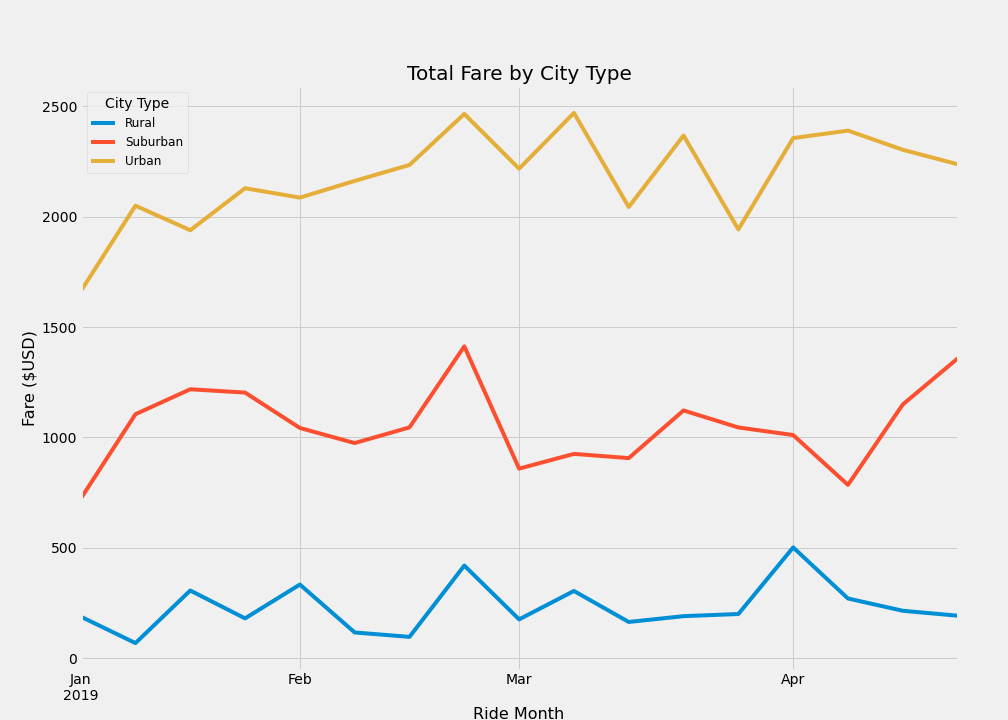 Total Fare by City Type
City Type
Rural
Suburban
Urban
Fare ($USD)
2500
2000
1500
1000
500
0
Jan Feb Mar Apr
2019
Ride Month